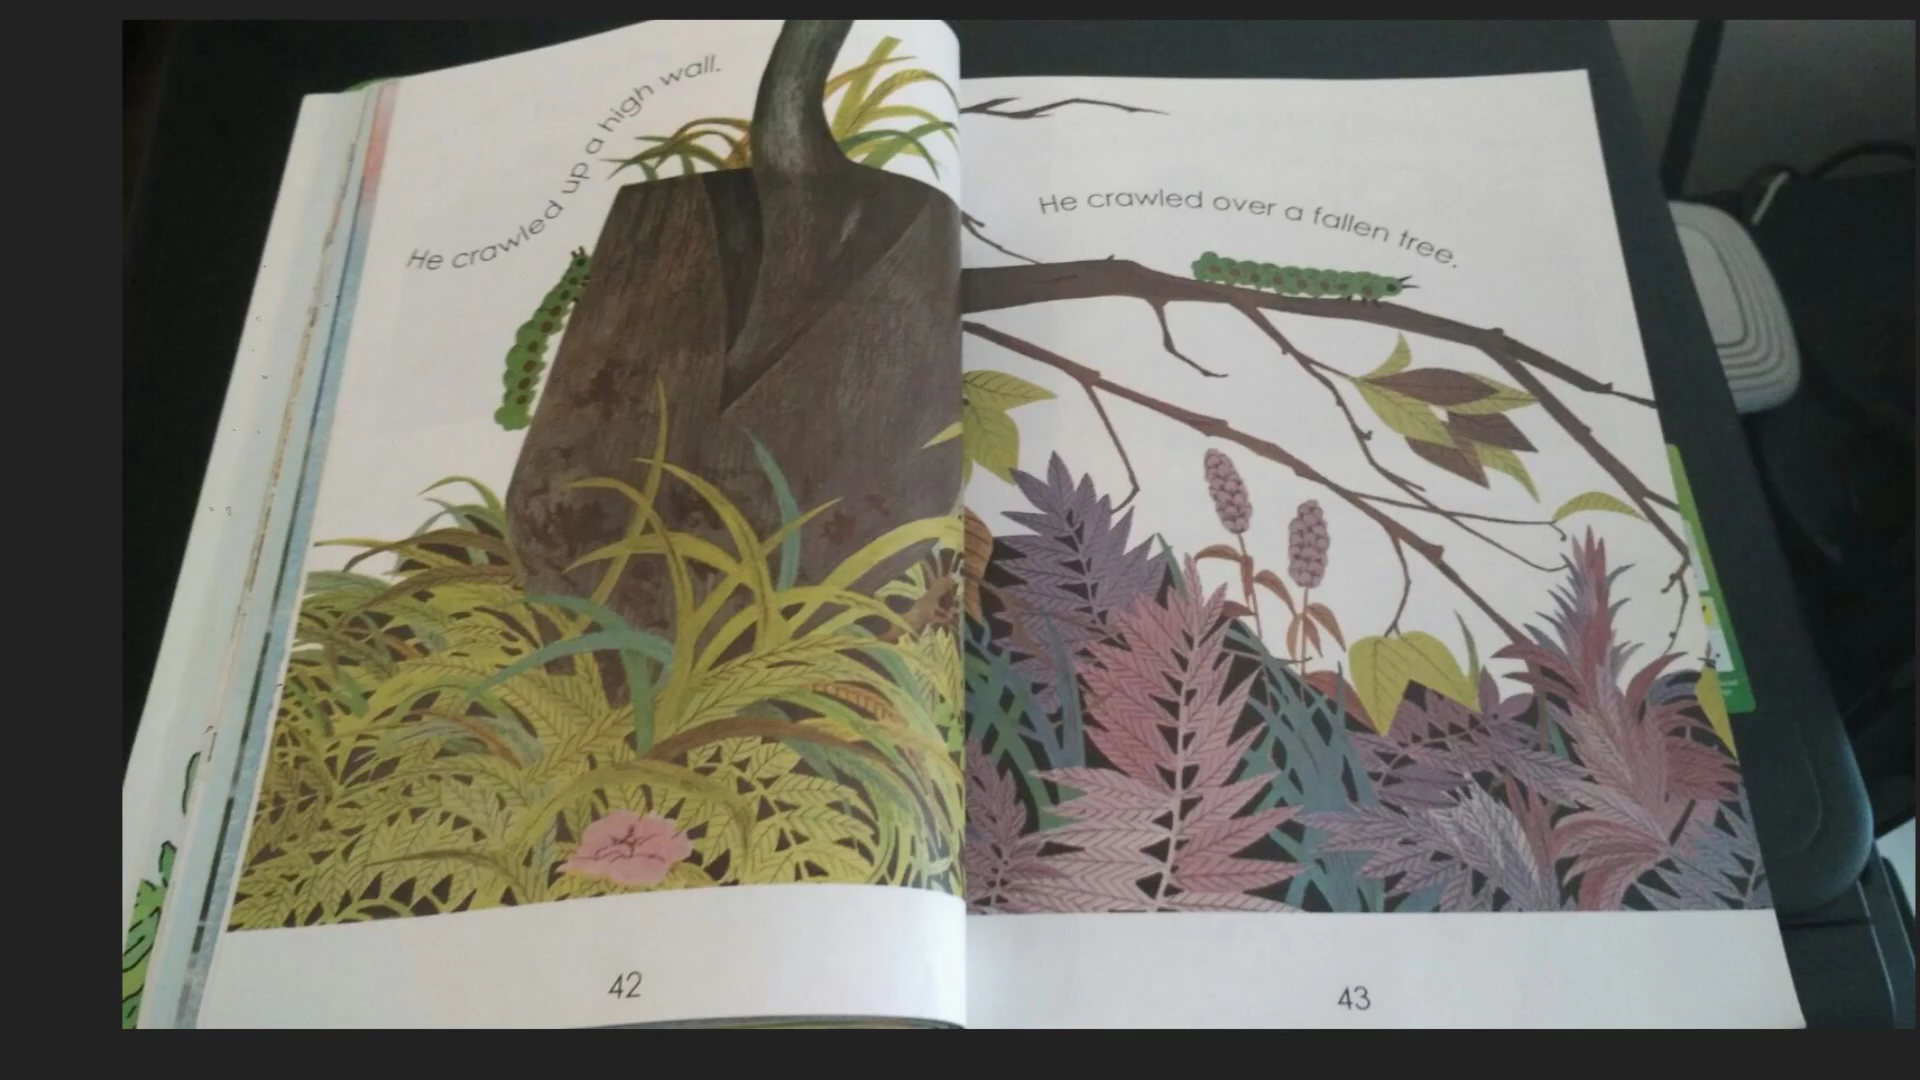 He crawled up a high wall.
He crawled over a fallen tree.
42
43